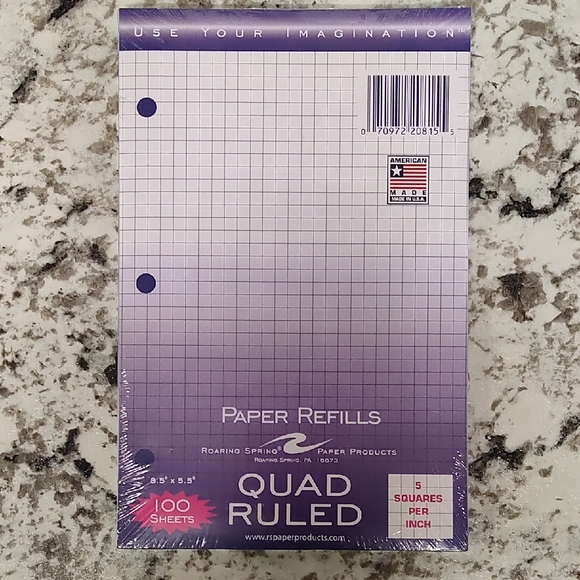 USE YOUR IMAGINATION™
0 70972 20815 5
AMERICAN
MADE
MADE IN U.S.A
PAPER REFILLS
ROARING SPRING® PAPER PRODUCTS
ROARING SPRING, PA 16673
8.5" x 5.5"
100
SHEETS
QUAD
RULED
www.rspaperproducts.com
5
SQUARES
PER
INCH